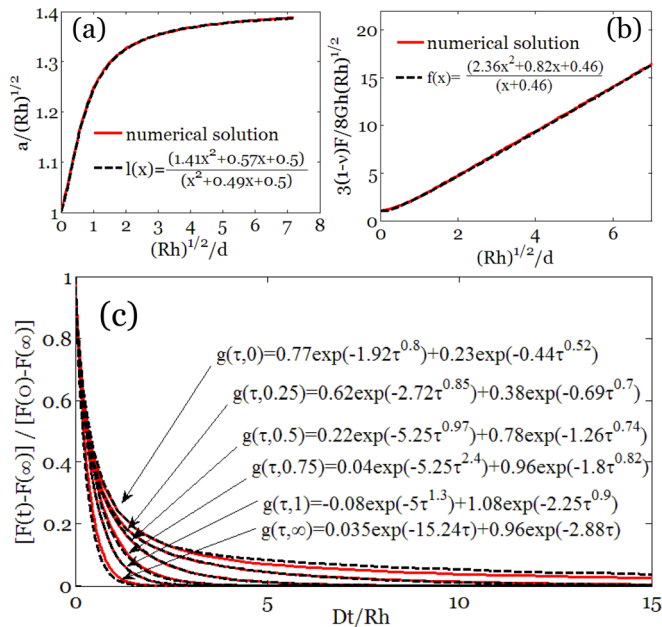 (a)
a/(Rh)^1/2
1.4
1.3
1.2
1.1
1
numerical solution
l(x)=(1.41x²+0.57x+0.5)/(x²+0.49x+0.5)
0 1 2 3 4 5 6 7 8
(Rh)^1/2/d
(b)
3(1-ν)F/8Gh(Rh)^1/2
20
15
10
5
0
numerical solution
f(x)=(2.36x²+0.82x+0.46)/(x+0.46)
0 2 4 6
(Rh)^1/2/d
(c)
[F(t)-F(∞)] / [F(0)-F(∞)]
1
0.8
0.6
0.4
0.2
0
g(τ,0)=0.77exp(-1.92τ^0.8)+0.23exp(-0.44τ^0.52)
g(τ,0.25)=0.62exp(-2.72τ^0.85)+0.38exp(-0.69τ^0.7)
g(τ,0.5)=0.22exp(-5.25τ^0.97)+0.78exp(-1.26τ^0.74)
g(τ,0.75)=0.04exp(-5.25τ^2.4)+0.96exp(-1.8τ^0.82)
g(τ,1)=-0.08exp(-5τ^1.3)+1.08exp(-2.25τ^0.9)
g(τ,∞)=0.035exp(-15.24τ)+0.96exp(-2.88τ)
0 5 10 15
Dt/Rh